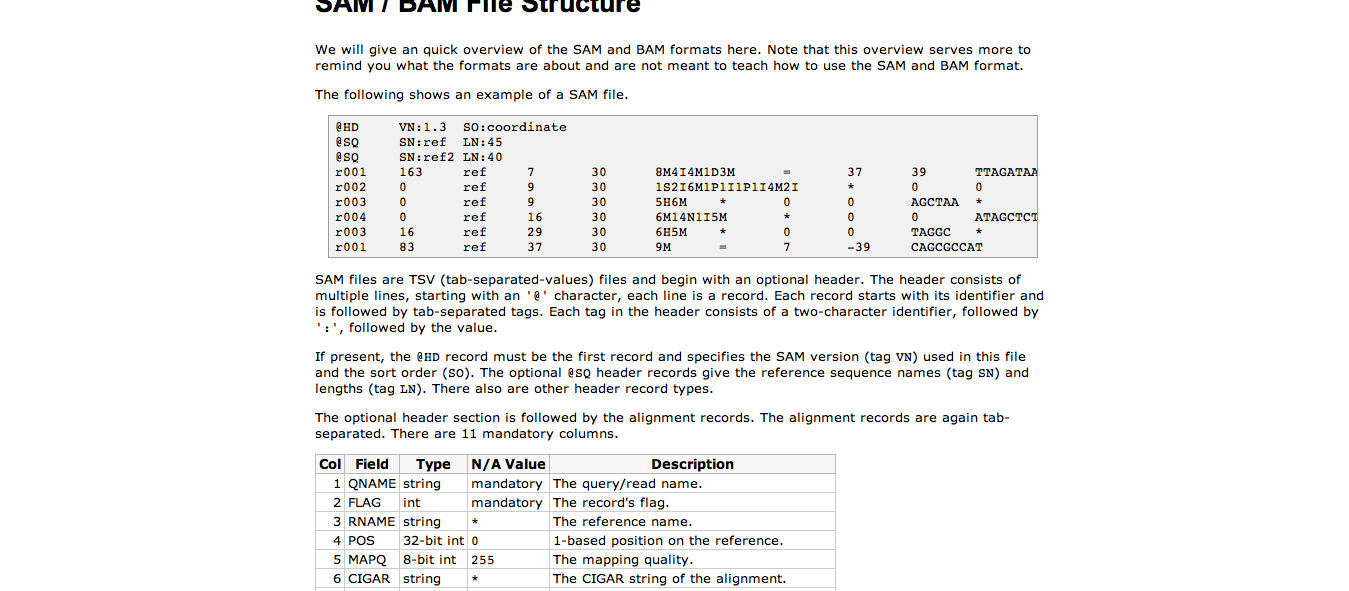 SAM / BAM File Structure
We will give an quick overview of the SAM and BAM formats here. Note that this overview serves more to
remind you what the formats are about and are not meant to teach how to use the SAM and BAM format.
The following shows an example of a SAM file.
@HD VN:1.3 SO:coordinate
@SQ SN:ref LN:45
@SQ SN:ref2 LN:40
r001 163 ref 7 30 8M4I4M1D3M = 37 39 TTAGATAA
r002 0 ref 9 30 1S2I6M1P1I1P1I4M2I * 0 0
r003 0 ref 9 30 5H6M * 0 0 AGCTAA *
r004 0 ref 16 30 6M14N1I5M * 0 0 ATAGCTCT
r003 16 ref 29 30 6H5M * 0 0 TAGGC *
r001 83 ref 37 30 9M = 7 -39 CAGCGCCAT
SAM files are TSV (tab-separated-values) files and begin with an optional header. The header consists of
multiple lines, starting with an '@' character, each line is a record. Each record starts with its identifier and
is followed by tab-separated tags. Each tag in the header consists of a two-character identifier, followed by
':', followed by the value.
If present, the @HD record must be the first record and specifies the SAM version (tag VN) used in this file
and the sort order (SO). The optional @SQ header records give the reference sequence names (tag SN) and
lengths (tag LN). There also are other header record types.
The optional header section is followed by the alignment records. The alignment records are again tab-
separated. There are 11 mandatory columns.
Col Field Type N/A Value Description
1 QNAME string mandatory The query/read name.
2 FLAG int mandatory The record's flag.
3 RNAME string * The reference name.
4 POS 32-bit int 0 1-based position on the reference.
5 MAPQ 8-bit int 255 The mapping quality.
6 CIGAR string * The CIGAR string of the alignment.